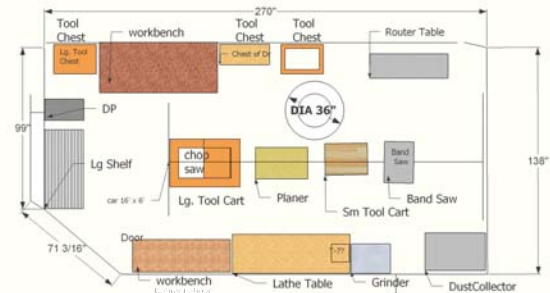 270"
Tool Chest
workbench
Tool Chest
Tool Chest
Router Table
Lg. Tool Chest
Chest of Dr
DP
DIA 36"
99"
138"
chop saw
Band Saw
Lg Shelf
car 16' x 6'
Lg. Tool Cart
Planer
Sm Tool Cart
Band Saw
71 3/16"
Door
workbench
Lathe Table
Grinder
DustCollector